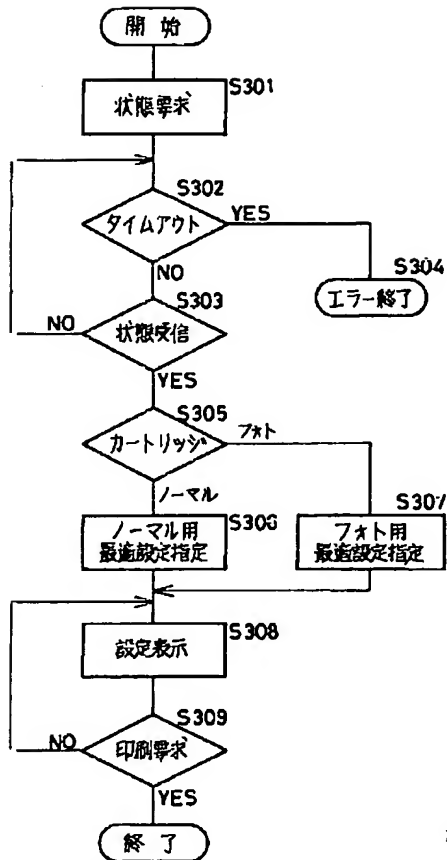 開始
S301
状態要求
S302
タイムアウト
YES
NO
S304
エラー終了
S303
状態受信
NO
YES
S305
カートリッジ
フォト
ノーマル
S306
ノーマル用
最適設定指定
S307
フォト用
最適設定指定
S308
設定表示
S309
印刷要求
NO
YES
終了